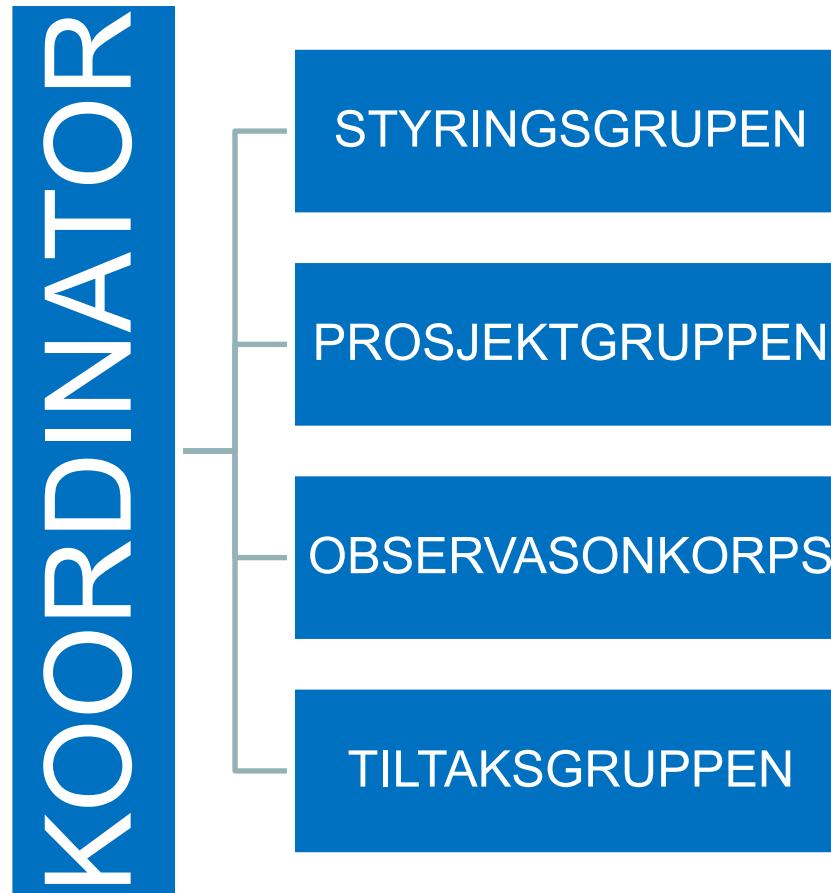 KOORDINATOR
STYRINGSGRUPEN
PROSJEKTGRUPPEN
OBSERVASONKORPS
TILTAKSGRUPPEN